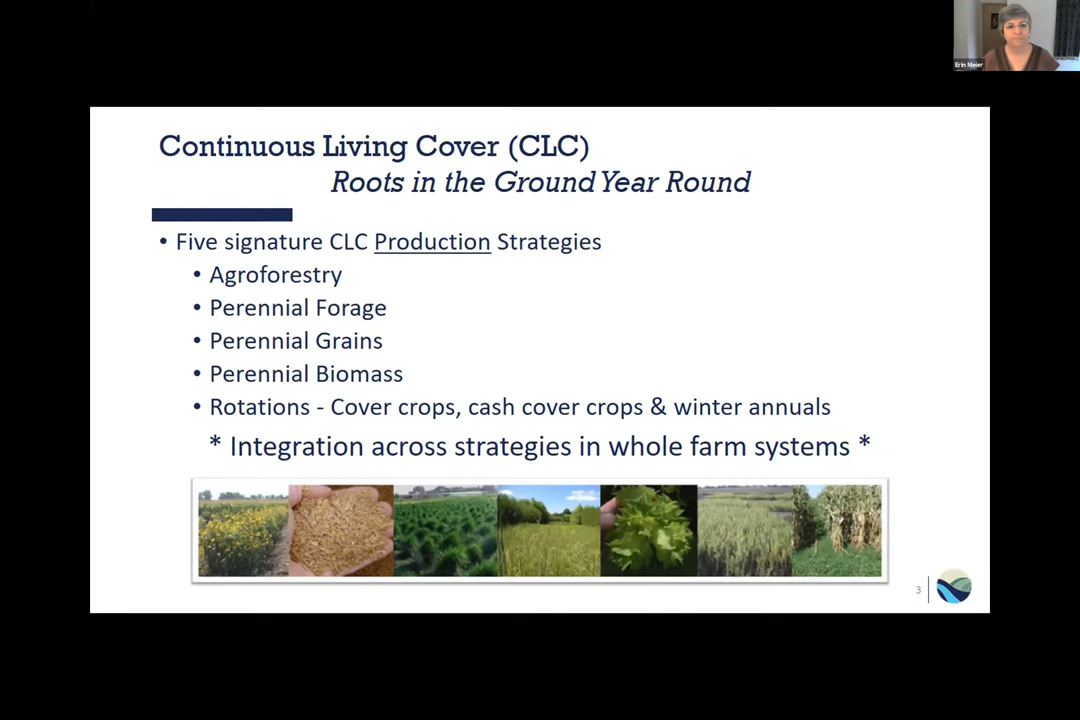 Erin Meier
Continuous Living Cover (CLC)
Roots in the Ground Year Round
• Five signature CLC Production Strategies
• Agroforestry
• Perennial Forage
• Perennial Grains
• Perennial Biomass
• Rotations - Cover crops, cash cover crops & winter annuals
* Integration across strategies in whole farm systems *
3